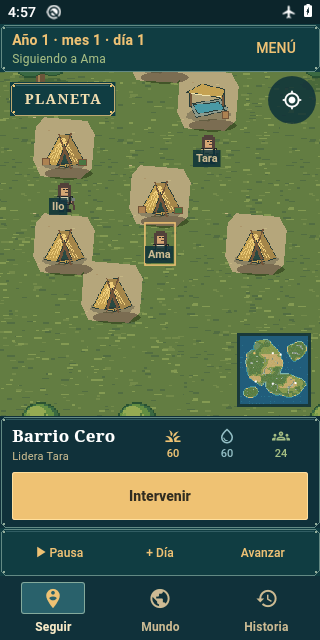 4:57
Año 1 · mes 1 · día 1
Siguiendo a Ama
MENÚ
PLANETA
Tara
Ilo
Ama
Barrio Cero
Lidera Tara
60
60
24
Intervenir
Pausa
+ Día
Avanzar
Seguir
Mundo
Historia